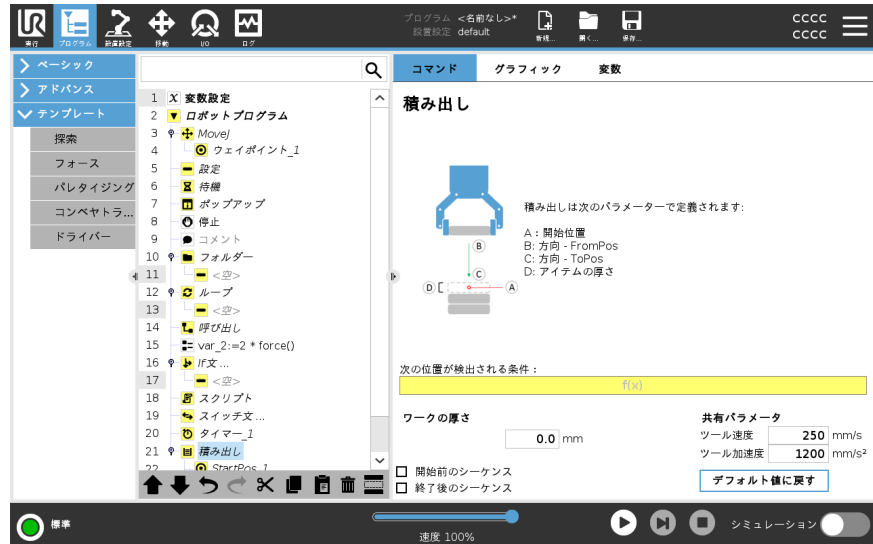 プログラム <名前なし>*
設置設定 default
実行
プログラム
設置設定
移動
I/O
ログ
新規...
開く...
保存...
CCCC
CCCC
ベーシック
アドバンス
テンプレート
探索
フォース
パレタイジング
コンベヤトラ...
ドライバー
1 X 変数設定
2 ロボットプログラム
3 MoveJ
4 ウェイポイント_1
5 設定
6 待機
7 ポップアップ
8 停止
9 コメント
10 フォルダー
11 <空>
12 ループ
13 <空>
14 呼び出し
15 var_2:=2 * force()
16 If文 ...
17 <空>
18 スクリプト
19 スイッチ文 ...
20 タイマー_1
21 積み出し
22 StartPos_1
コマンド グラフィック 変数
積み出し
B
C
D
A
積み出しは次のパラメーターで定義されます:
A : 開始位置
B: 方向 - FromPos
C: 方向 - ToPos
D: アイテムの厚さ
次の位置が検出される条件 :
f(x)
ワークの厚さ
0.0 mm
共有パラメータ
ツール速度 250 mm/s
ツール加速度 1200 mm/s²
開始前のシーケンス
終了後のシーケンス
デフォルト値に戻す
標準
速度 100%
シミュレーション